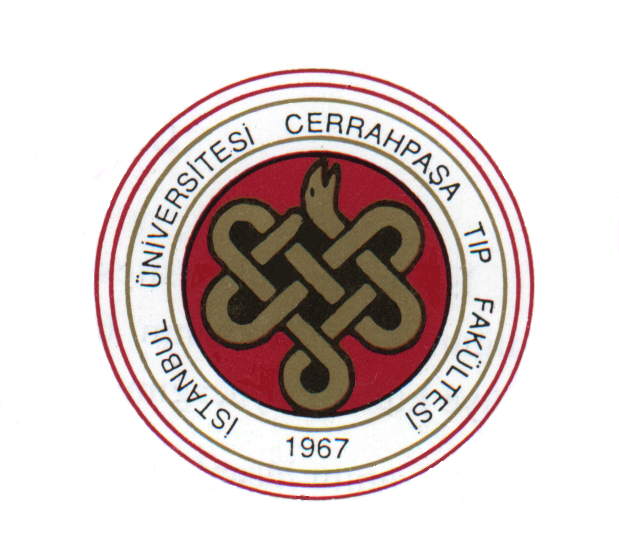 İSTANBUL ÜNİVERSİTESİ CERRAHPAŞA TIP FAKÜLTESİ
1967